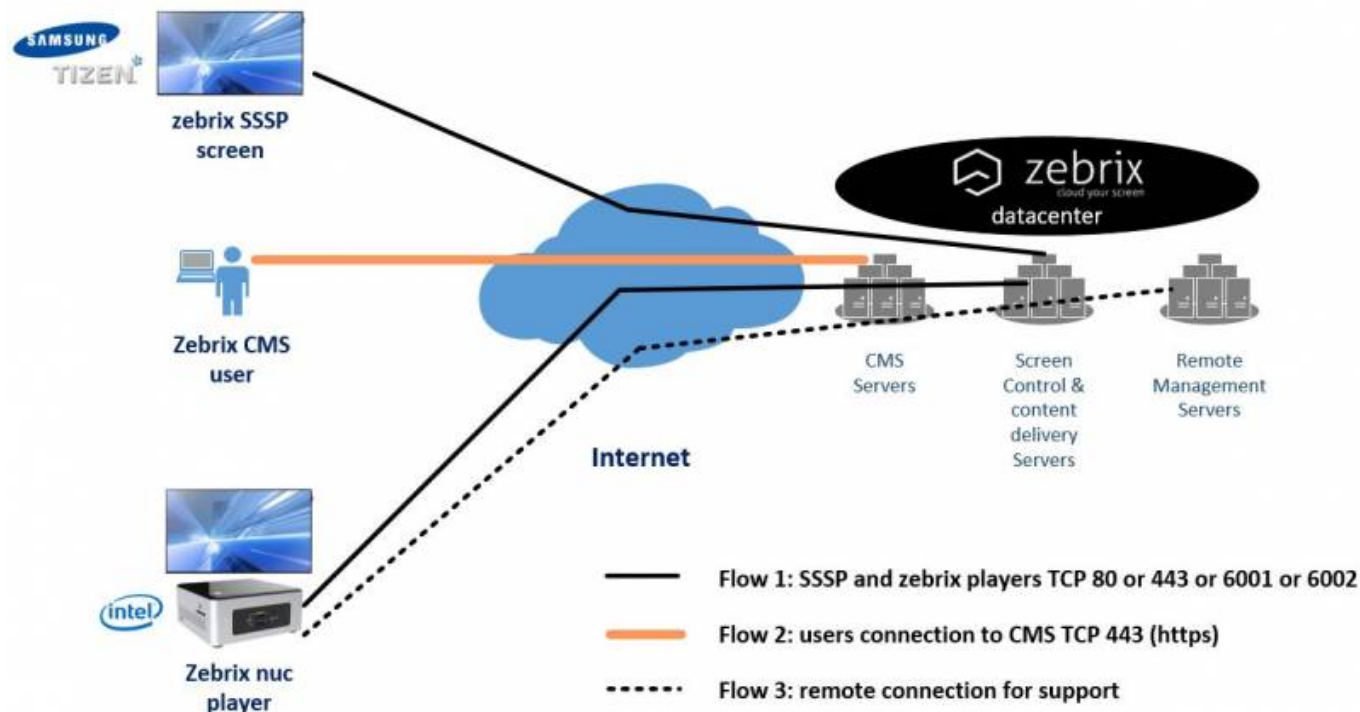 SAMSUNG
TIZEN
zebrix SSSP
screen
zebrix
cloud your screen
datacenter
Zebrix CMS
user
CMS
Servers
Screen
Control &
content
delivery
Servers
Remote
Management
Servers
Internet
intel
Zebrix nuc
player
Flow 1: SSSP and zebrix players TCP 80 or 443 or 6001 or 6002
Flow 2: users connection to CMS TCP 443 (https)
Flow 3: remote connection for support